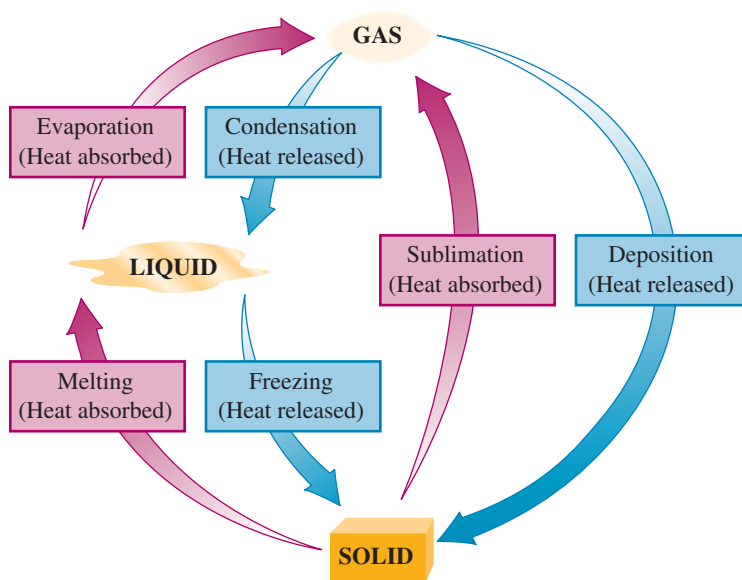 GAS
Evaporation
(Heat absorbed)
Condensation
(Heat released)
LIQUID
Sublimation
(Heat absorbed)
Deposition
(Heat released)
Melting
(Heat absorbed)
Freezing
(Heat released)
SOLID